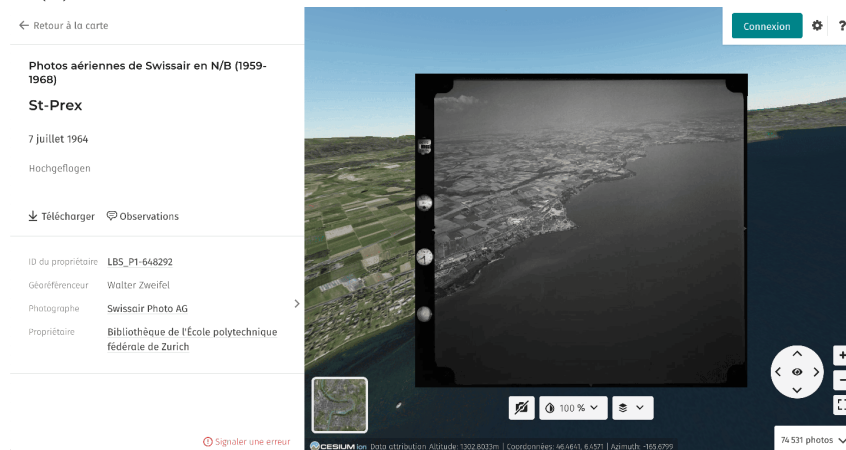 ← Retour à la carte
Photos aériennes de Swissair en N/B (1959-
1968)
St-Prex
7 juillet 1964
Hochgeflogen
Télécharger Observations
ID du propriétaire LBS_P1-648292
Géoréférenceur Walter Zweifel
Photographe Swissair Photo AG
Propriétaire Bibliothèque de l'École polytechnique
fédérale de Zurich
Signaler une erreur
Connexion
?
100 %
74 531 photos
CESIUM ion Data attribution Altitude: 1302.8033m | Coordonnées: 46.4641, 6.4571 | Azimuth: -165.6799